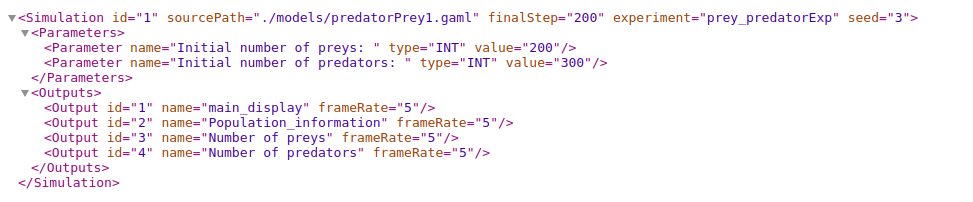 <Simulation id="1" sourcePath="./models/predatorPrey1.gaml" finalStep="200" experiment="prey_predatorExp" seed="3">
<Parameters>
<Parameter name="Initial number of preys: " type="INT" value="200"/>
<Parameter name="Initial number of predators: " type="INT" value="300"/>
</Parameters>
<Outputs>
<Output id="1" name="main_display" frameRate="5"/>
<Output id="2" name="Population_information" frameRate="5"/>
<Output id="3" name="Number of preys" frameRate="5"/>
<Output id="4" name="Number of predators" frameRate="5"/>
</Outputs>
</Simulation>